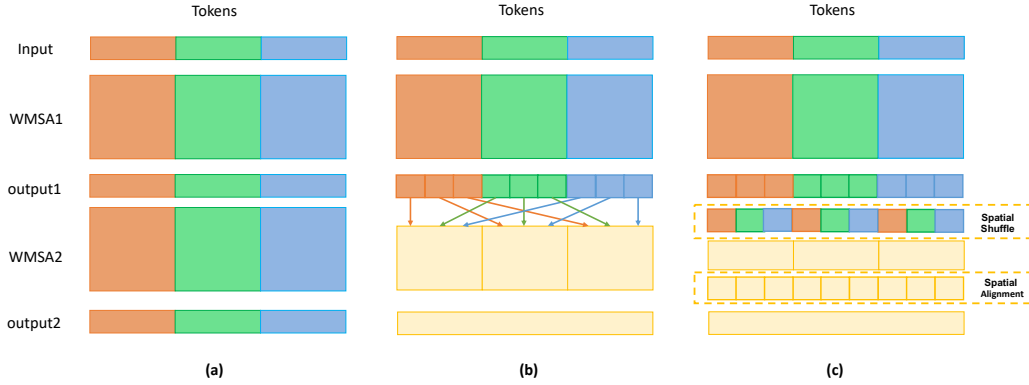 Tokens Tokens Tokens
Input
WMSA1
output1
Spatial
Shuffle
WMSA2
Spatial
Alignment
output2
(a) (b) (c)